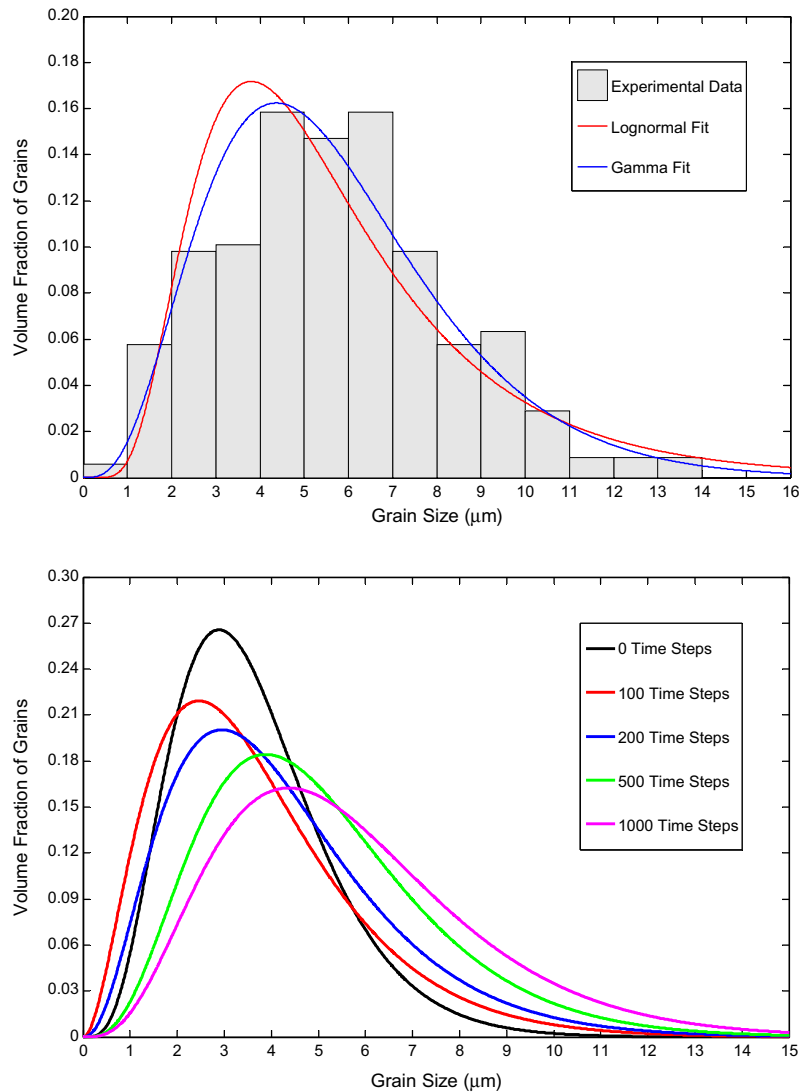 0.20
0.16
0.12
0.08
0.04
0.02
0
Volume Fraction of Grains
Experimental Data
Lognormal Fit
Gamma Fit
0 1 2 3 4 5 6 7 8 9 10 11 12 13 14 15 16
Grain Size (μm)
0.18
0.14
0.10
0.06
0.30
0.27
0.24
0.21
0.18
0.15
0.12
0.09
0.06
0.03
0
Volume Fraction of Grains
0 Time Steps
100 Time Steps
200 Time Steps
500 Time Steps
1000 Time Steps
0 1 2 3 4 5 6 7 8 9 10 11 12 13 14 15
Grain Size (μm)